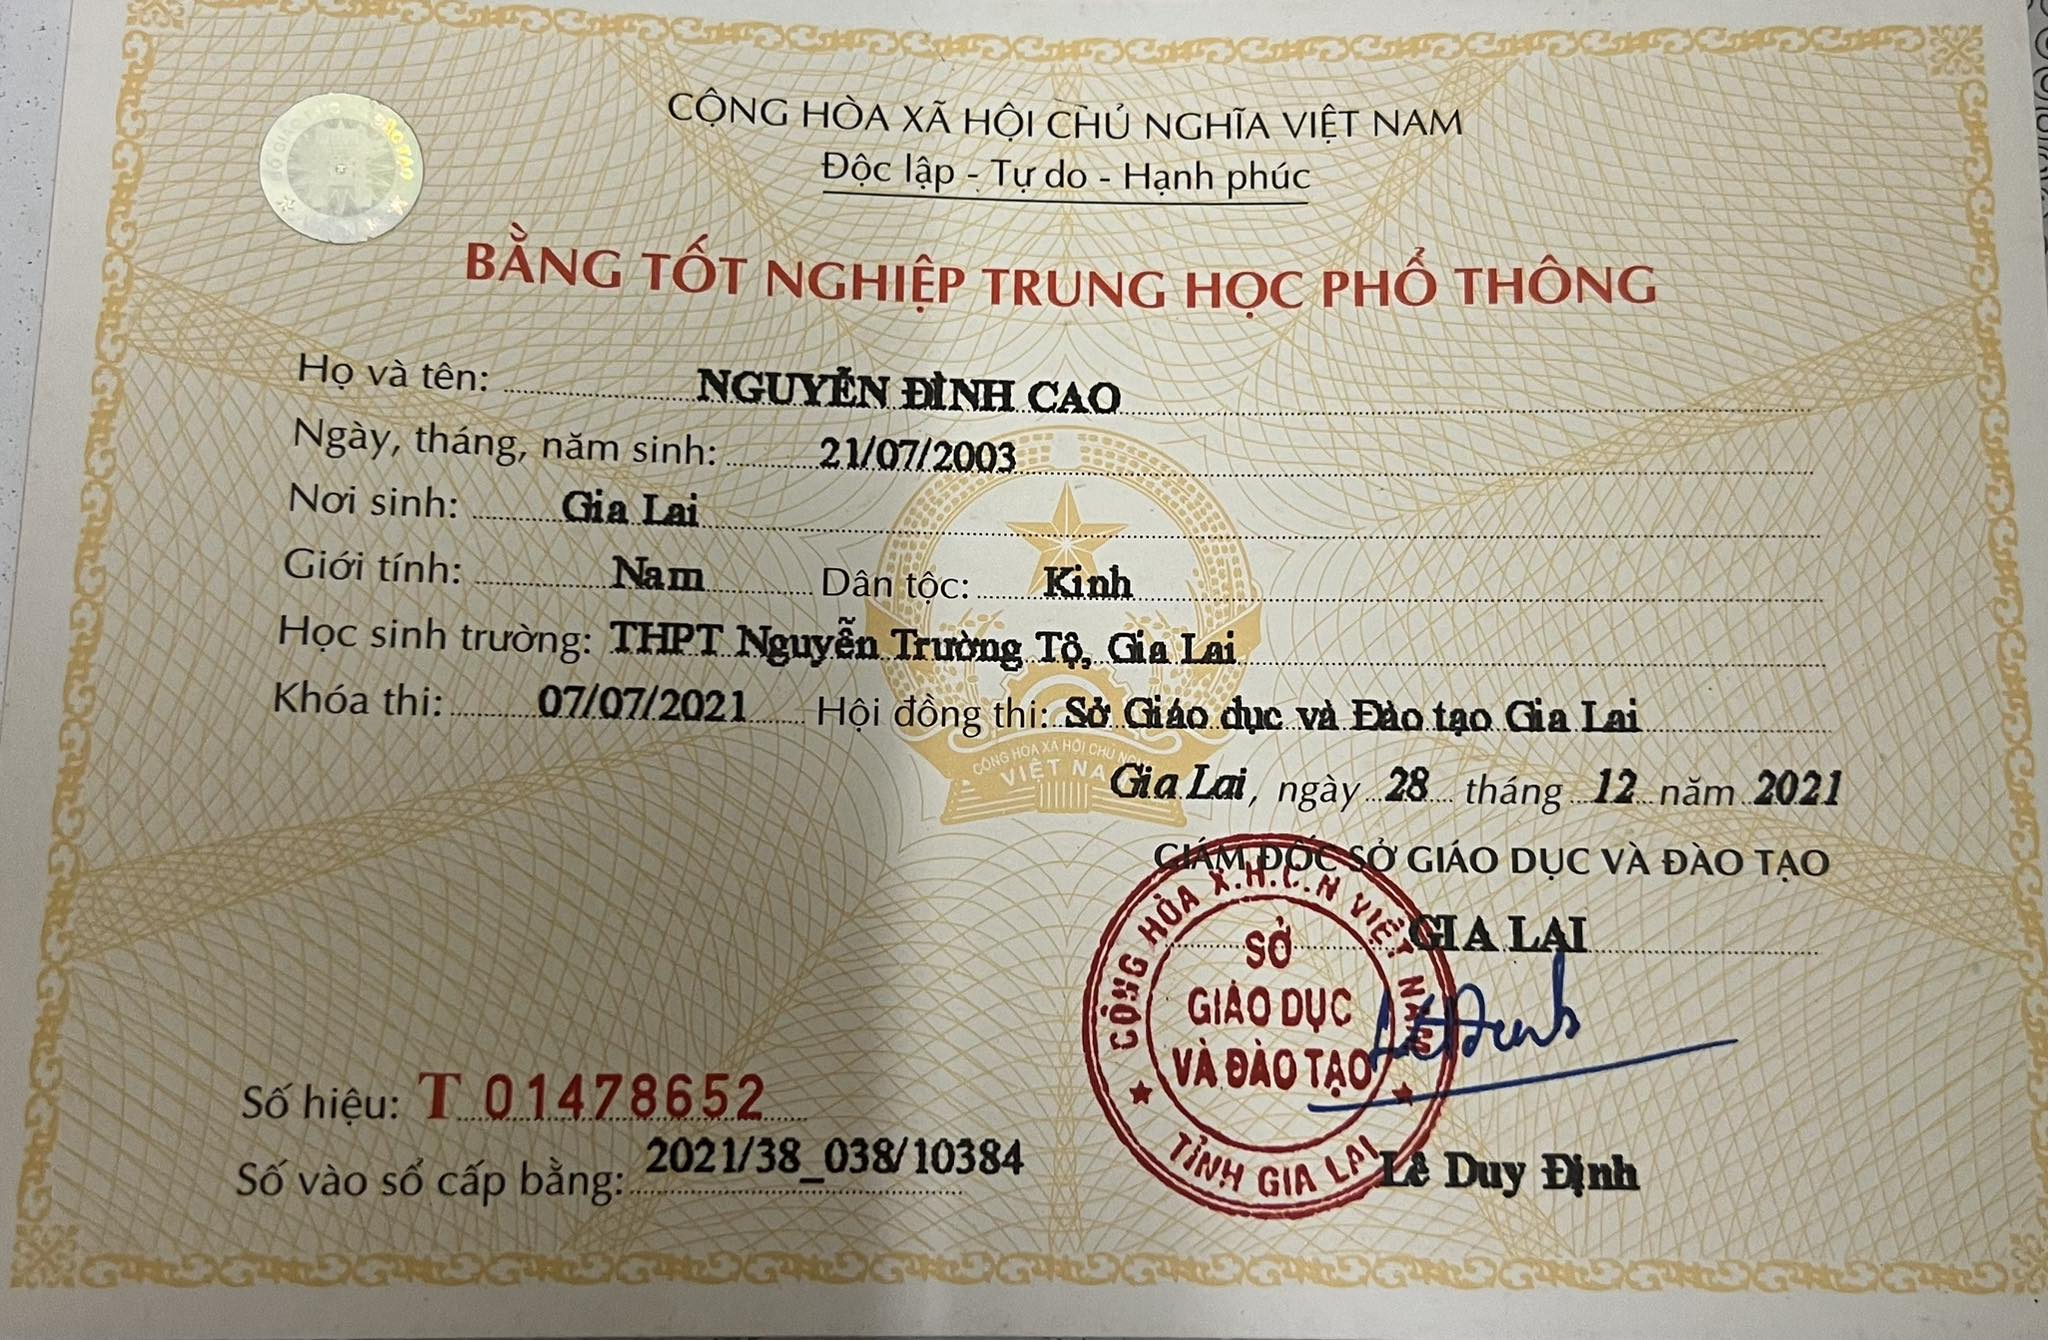 CỘNG HÒA XÃ HỘI CHỦ NGHĨA VIỆT NAM
Độc lập - Tự do - Hạnh phúc
BẰNG TỐT NGHIỆP TRUNG HỌC PHỔ THÔNG
Họ và tên: NGUYỄN ĐÌNH CAO
Ngày, tháng, năm sinh: 21/07/2003
Nơi sinh: Gia Lai
Giới tính: Nam Dân tộc: Kinh
Học sinh trường: THPT Nguyễn Trường Tộ, Gia Lai
Khóa thi: 07/07/2021 Hội đồng thi: Sở Giáo dục và Đào tạo Gia Lai
CỘNG HÒA XÃ HỘI CHỦ
VIỆT NA
Gia Lai, ngày 28 tháng 12 năm 2021
GIÁM ĐỐC SỞ GIÁO DỤC VÀ ĐÀO TẠO
GIA LAI
CỘNG HÒA X.H.C.N VIỆT NAM
SỞ
GIÁO DỤC
VÀ ĐÀO TẠO
TỈNH GIA LAI
Số hiệu: T 01478652
Số vào sổ cấp bằng: 2021/38_038/10384
Lê Duy Định